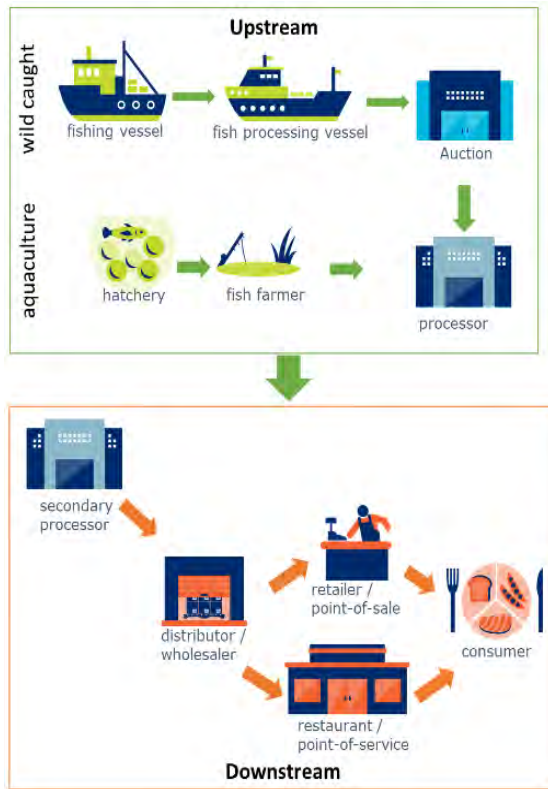 Upstream
wild caught
fishing vessel
fish processing vessel
Auction
aquaculture
hatchery
fish farmer
processor
secondary
processor
retailer /
point-of-sale
distributor /
wholesaler
consumer
restaurant /
point-of-service
Downstream